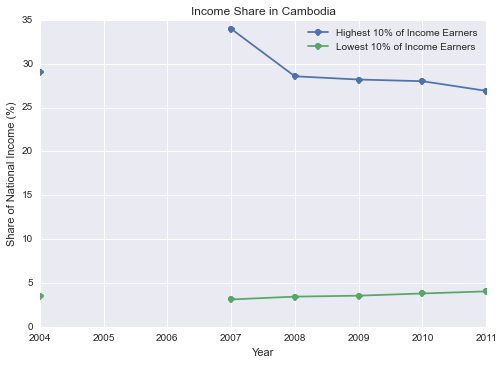 Income Share in Cambodia
Highest 10% of Income Earners
Lowest 10% of Income Earners
Share of National Income (%)
35
30
25
20
15
10
5
0
2004 2005 2006 2007 2008 2009 2010 2011
Year